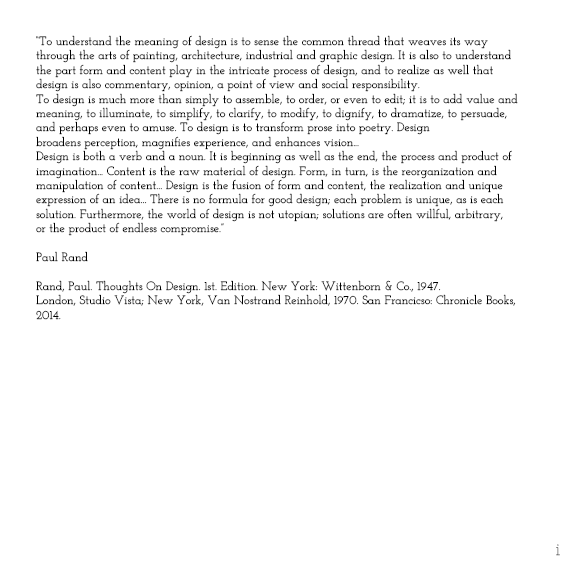 "To understand the meaning of design is to sense the common thread that weaves its way
through the arts of painting, architecture, industrial and graphic design. It is also to understand
the part form and content play in the intricate process of design, and to realize as well that
design is also commentary, opinion, a point of view and social responsibility.
To design is much more than simply to assemble, to order, or even to edit; it is to add value and
meaning, to illuminate, to simplify, to clarify, to modify, to dignify, to dramatize, to persuade,
and perhaps even to amuse. To design is to transform prose into poetry. Design
broadens perception, magnifies experience, and enhances vision...
Design is both a verb and a noun. It is beginning as well as the end, the process and product of
imagination... Content is the raw material of design. Form, in turn, is the reorganization and
manipulation of content... Design is the fusion of form and content, the realization and unique
expression of an idea... There is no formula for good design; each problem is unique, as is each
solution. Furthermore, the world of design is not utopian; solutions are often willful, arbitrary,
or the product of endless compromise."
Paul Rand
Rand, Paul. Thoughts On Design. 1st. Edition. New York: Wittenborn & Co., 1947.
London, Studio Vista; New York, Van Nostrand Reinhold, 1970. San Francicso: Chronicle Books,
2014.
i